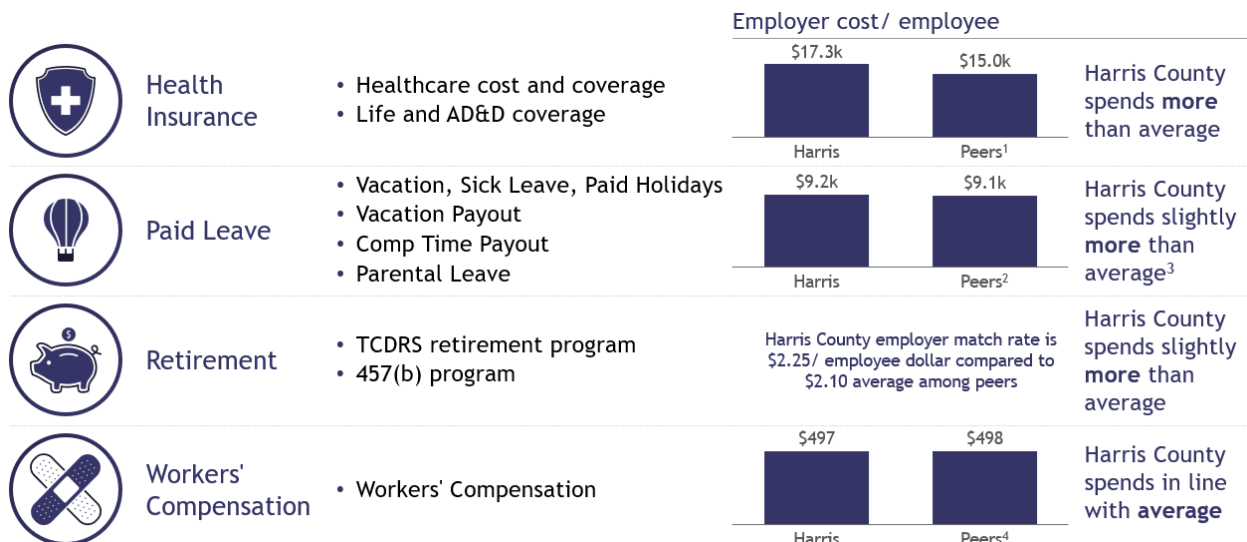 Employer cost/ employee
Health
Insurance
• Healthcare cost and coverage
• Life and AD&D coverage
$17.3k
$15.0k
Harris
Peers¹
Harris County
spends more
than average
Paid Leave
• Vacation, Sick Leave, Paid Holidays
• Vacation Payout
• Comp Time Payout
• Parental Leave
$9.2k
$9.1k
Harris
Peers²
Harris County
spends slightly
more than
average³
$
Retirement
• TCDRS retirement program
• 457(b) program
Harris County employer match rate is
$2.25/ employee dollar compared to
$2.10 average among peers
Harris County
spends slightly
more than
average
Workers'
Compensation
• Workers' Compensation
$497
$498
Harris
Peers⁴
Harris County
spends in line
with average